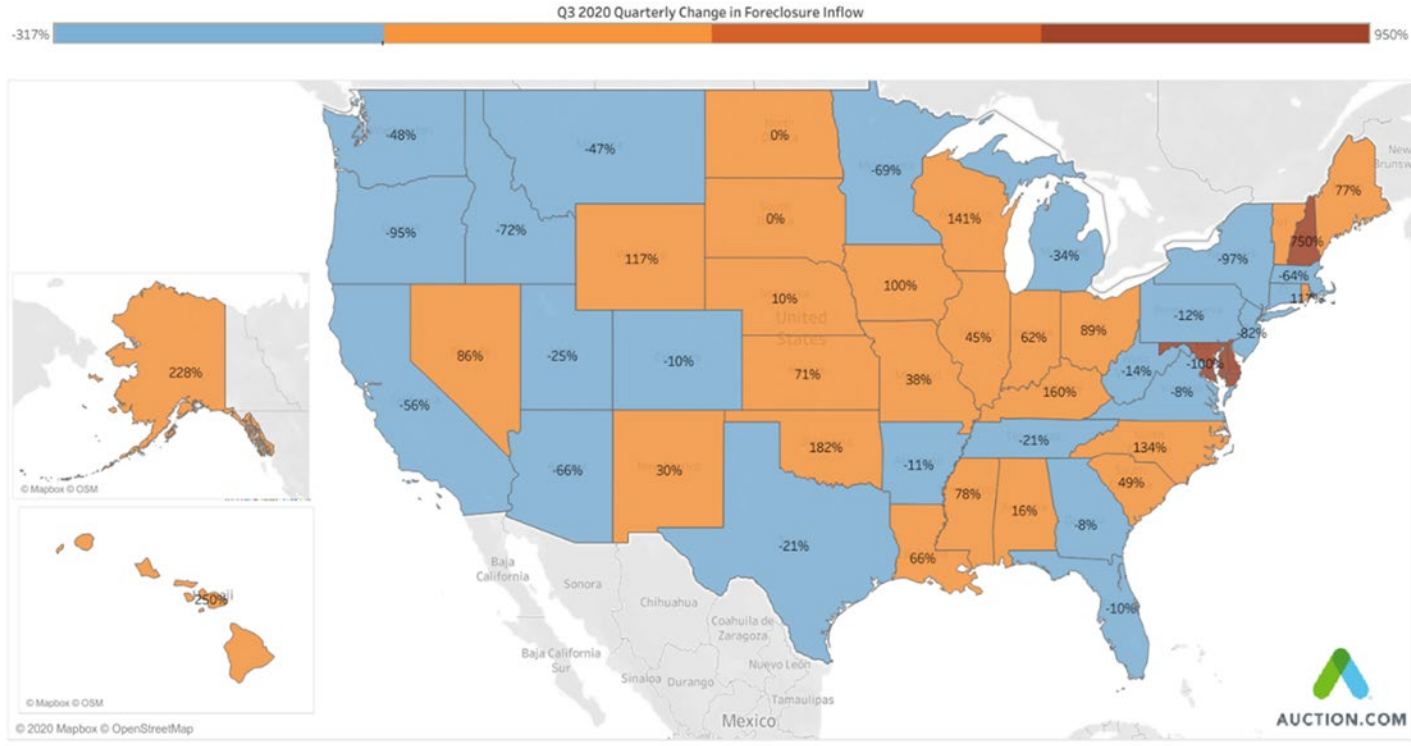 Q3 2020 Quarterly Change in Foreclosure Inflow
-317%
950%
-48%
-47%
0%
-69%
New
Brunsw
77%
141%
750%
-95%
-72%
0%
-34%
-97%
117%
-64%
100%
10%
117%
-12%
United
States
-82%
45%
62%
89%
86%
-25%
-10%
71%
38%
-100%
-14%
-8%
160%
228%
-56%
-21%
134%
182%
-66%
30%
-11%
49%
78%
16%
-8%
© Mapbox © OSM
-21%
66%
Baja
California
Sonora
Chihuahua
-10%
250%
Coahuila de
Zaragoza
Baja California
Sur
Nuevo León
Sinaloa
Durango
Tamaulipas
© Mapbox © OSM
Mexico
© 2020 Mapbox © OpenStreetMap
AUCTION.COM